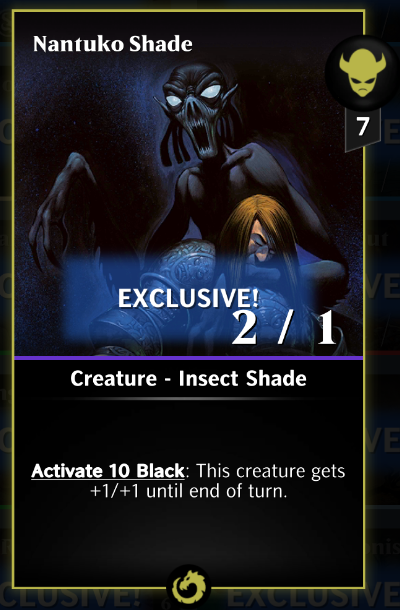 Nantuko Shade
7
EXCLUSIVE!
2 / 1
Creature - Insect Shade
Activate 10 Black: This creature gets
+1/+1 until end of turn.
EXCLUSIVE!